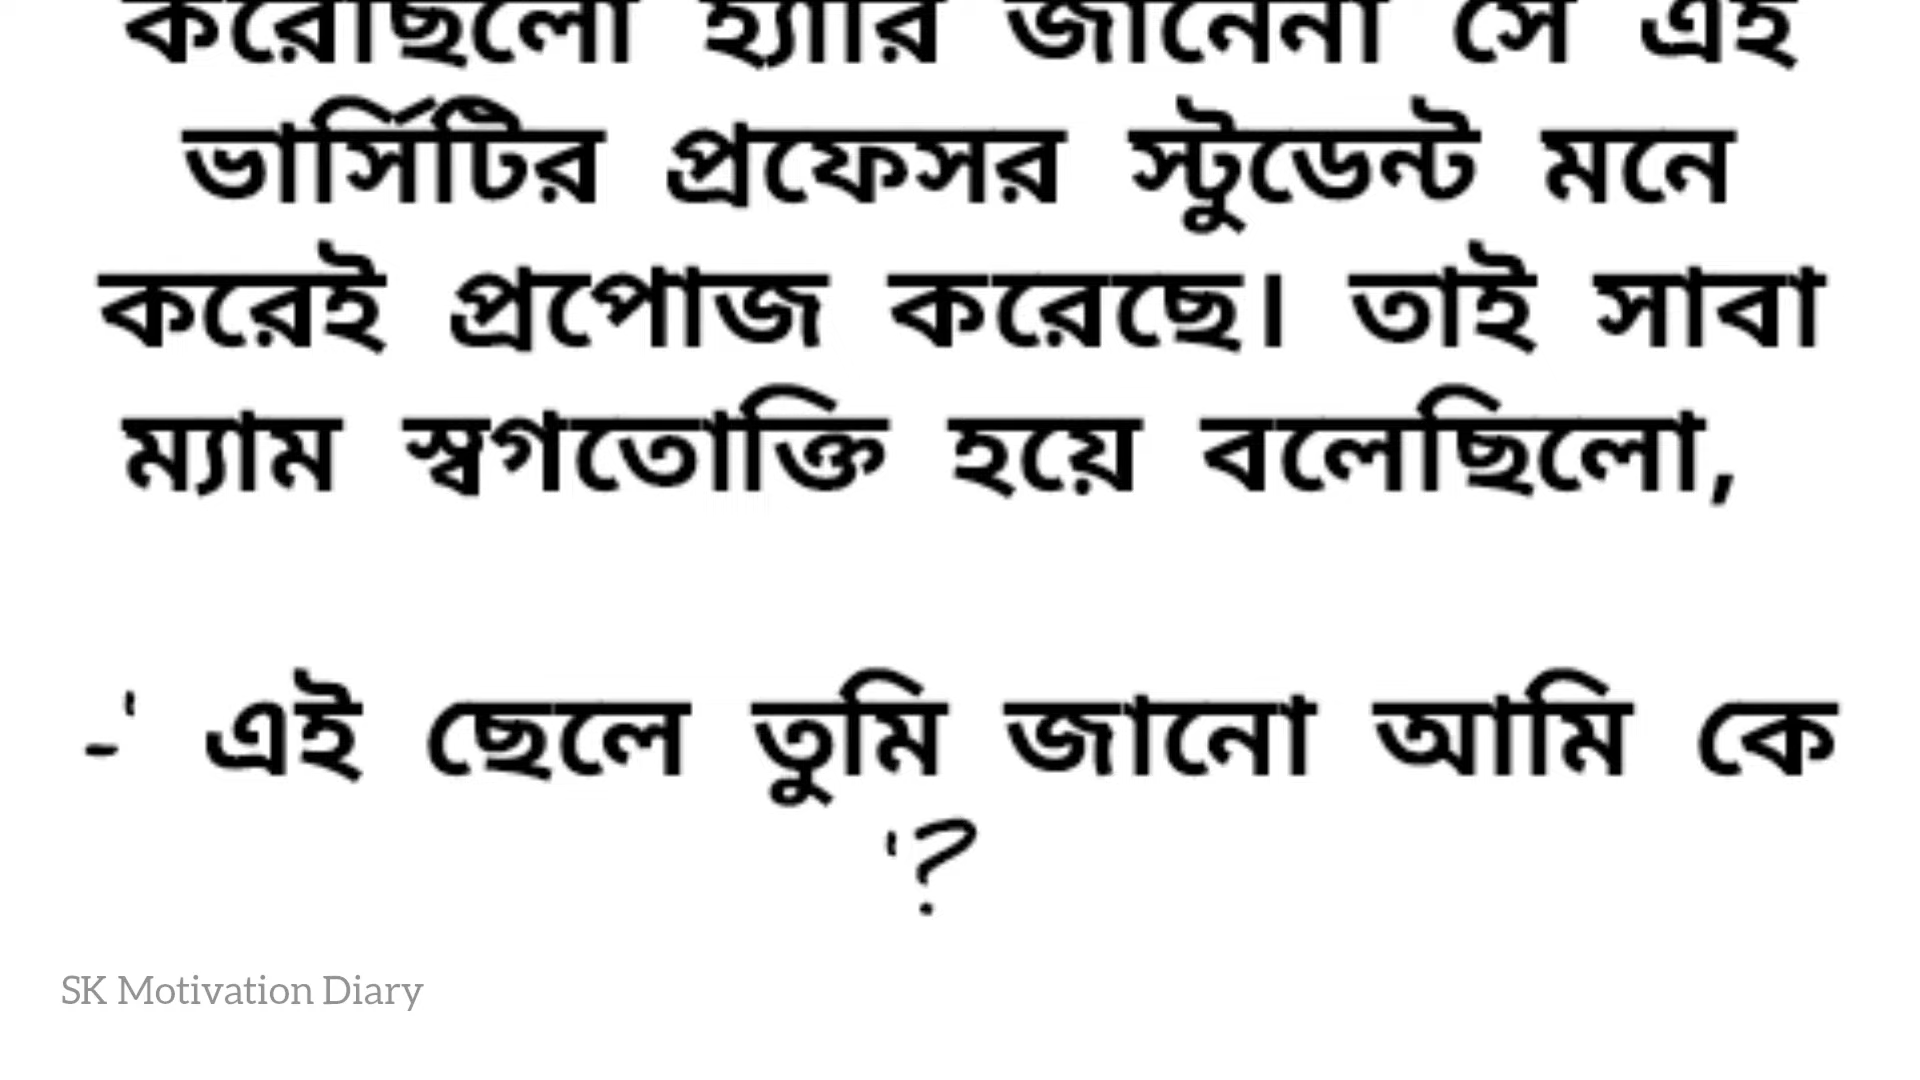 করেছিলো হ্যারি জানেনা সে এই
ভার্সিটির প্রফেসর স্টুডেন্ট মনে
করেই প্রপোজ করেছে। তাই সাবা
ম্যাম স্বগতোক্তি হয়ে বলেছিলো,
-' এই ছেলে তুমি জানো আমি কে
'?
SK Motivation Diary